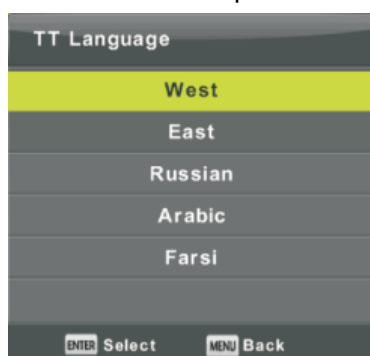 TT Language
West
East
Russian
Arabic
Farsi
ENTER Select MENU Back